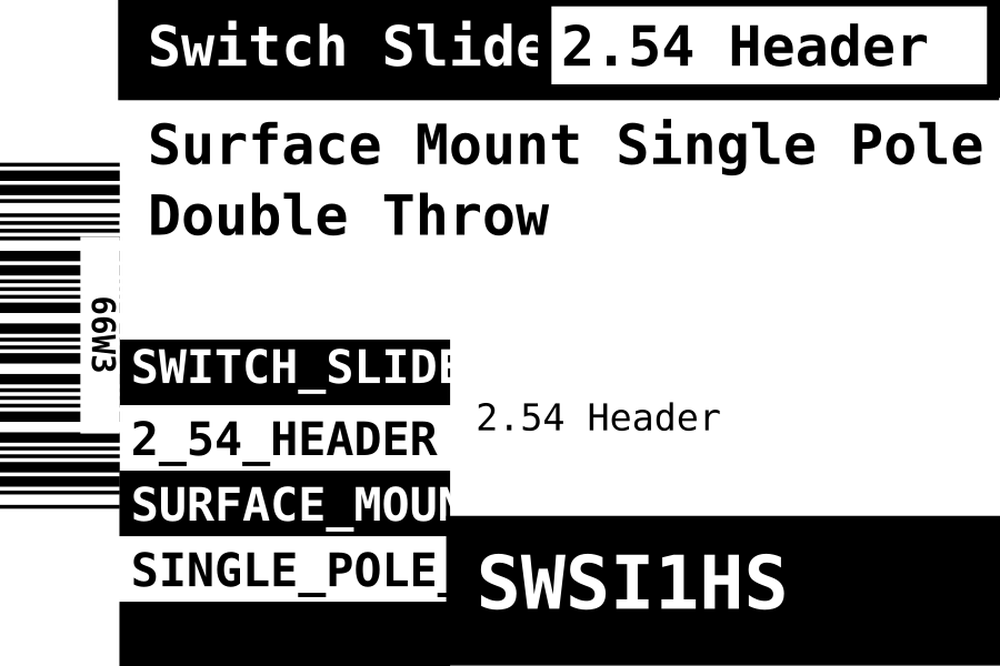 Switch Slide 2.54 Header
Surface Mount Single Pole
Double Throw
66W3
SWITCH_SLIDE
2_54_HEADER
SURFACE_MOUN
SINGLE_POLE_
2.54 Header
SWSI1HS